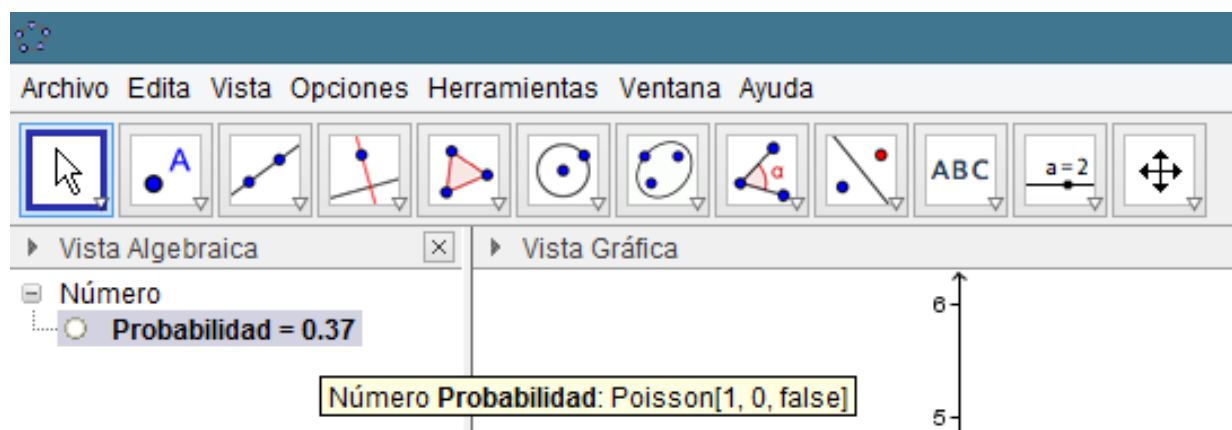 Archivo Edita Vista Opciones Herramientas Ventana Ayuda
A α ABC a=2
Vista Algebraica Vista Gráfica
Número
Probabilidad = 0.37
6
Número Probabilidad: Poisson[1, 0, false]
5